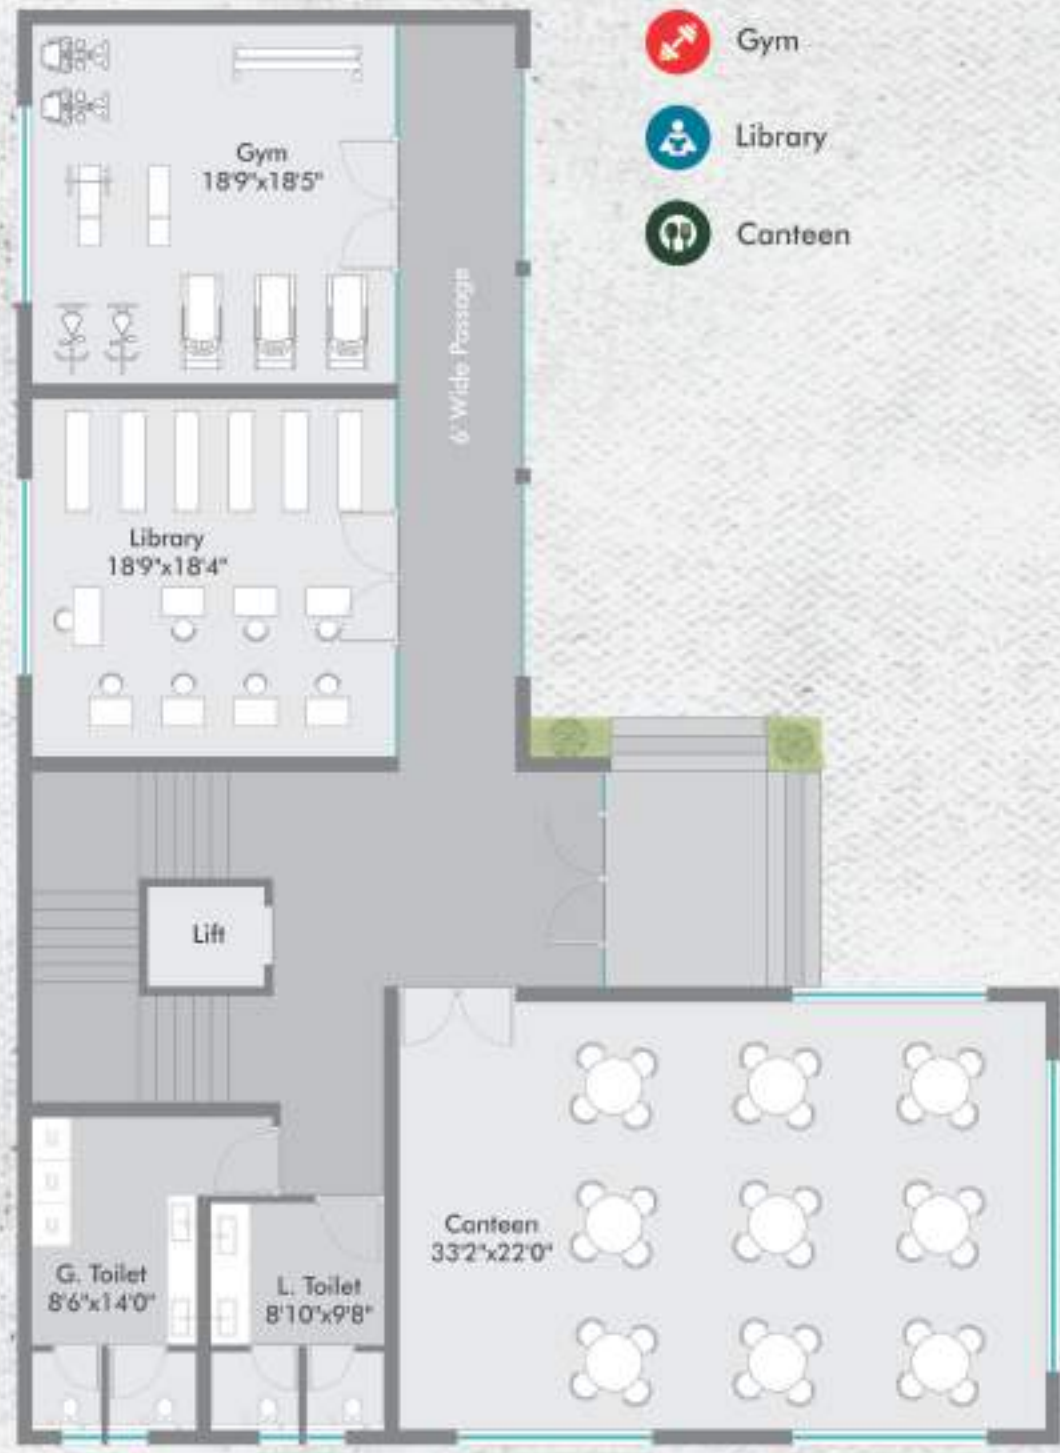 Gym
Library
Canteen
Gym
18'9"x18'5"
6' Wide Passage
Library
18'9"x18'4"
Lift
Canteen
33'2"x22'0"
G. Toilet
8'6"x14'0"
L. Toilet
8'10"x9'8"